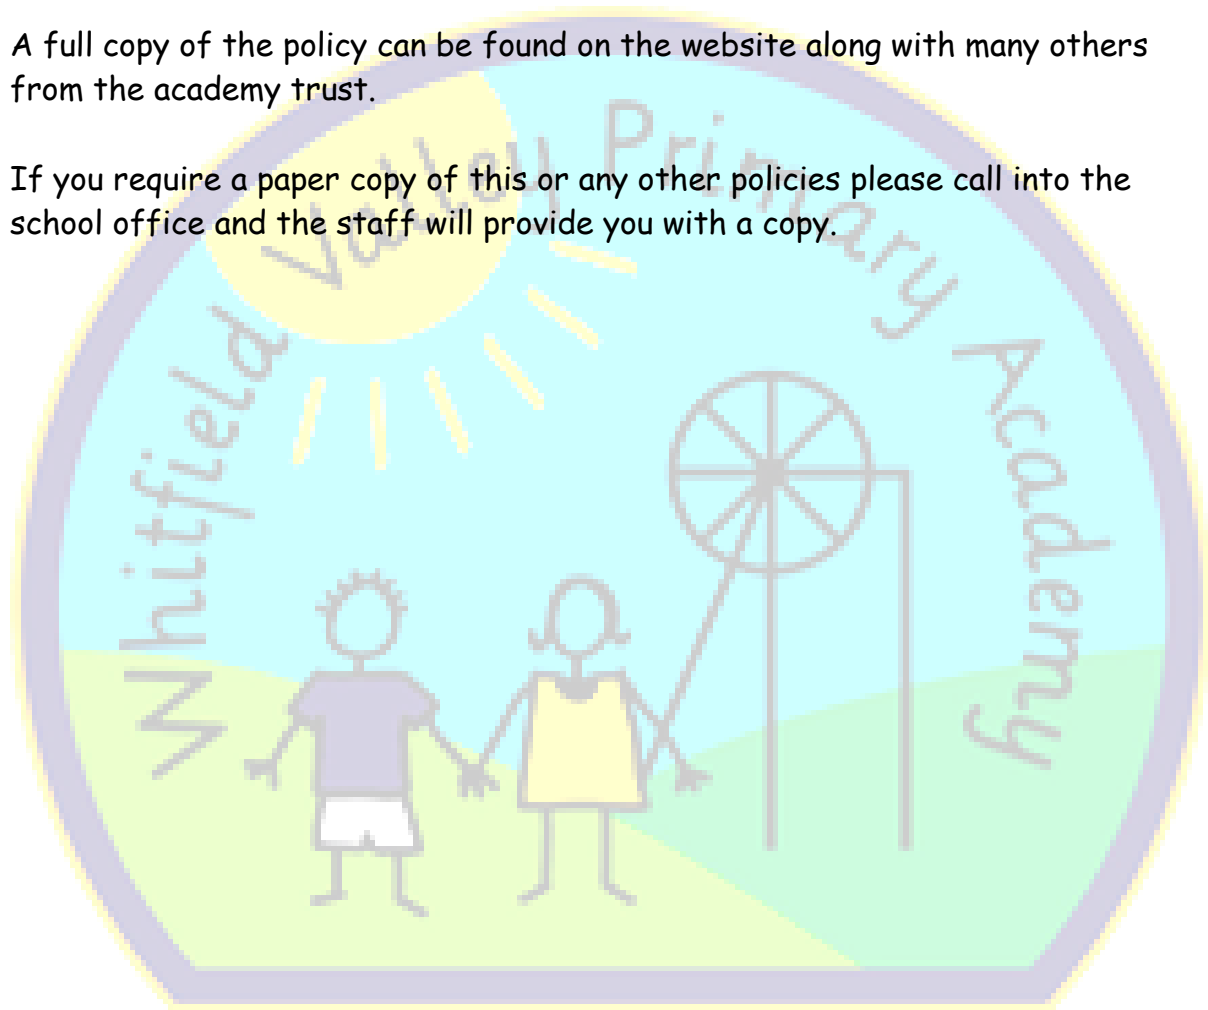 A full copy of the policy can be found on the website along with many others
from the academy trust.
If you require a paper copy of this or any other policies please call into the
school office and the staff will provide you with a copy.
Whitfield Valley Primary Academy